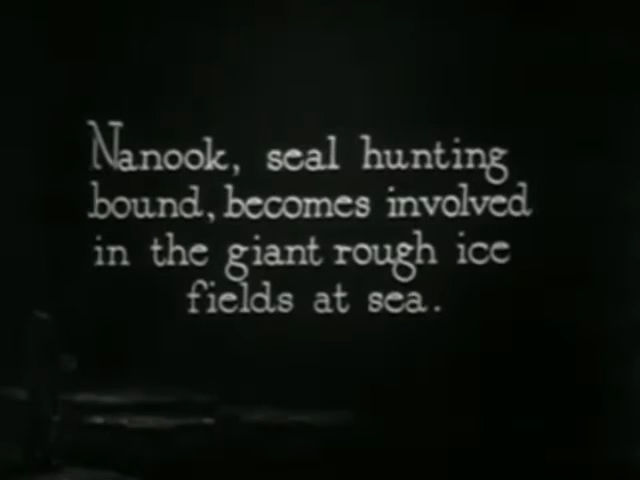 Nanook, seal hunting
bound, becomes involved
in the giant rough ice
fields at sea.